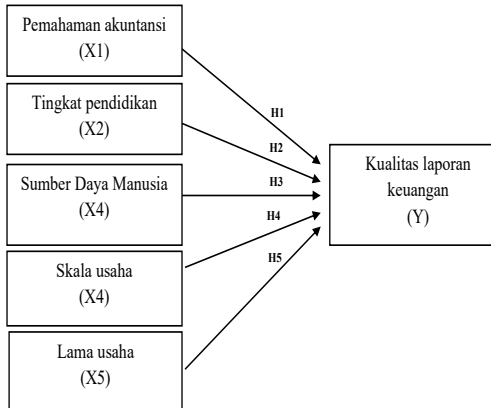 Pemahaman akuntansi
(X1)
Tingkat pendidikan
(X2)
Sumber Daya Manusia
(X4)
Skala usaha
(X4)
Lama usaha
(X5)
H1
H2
H3
H4
H5
Kualitas laporan
keuangan
(Y)